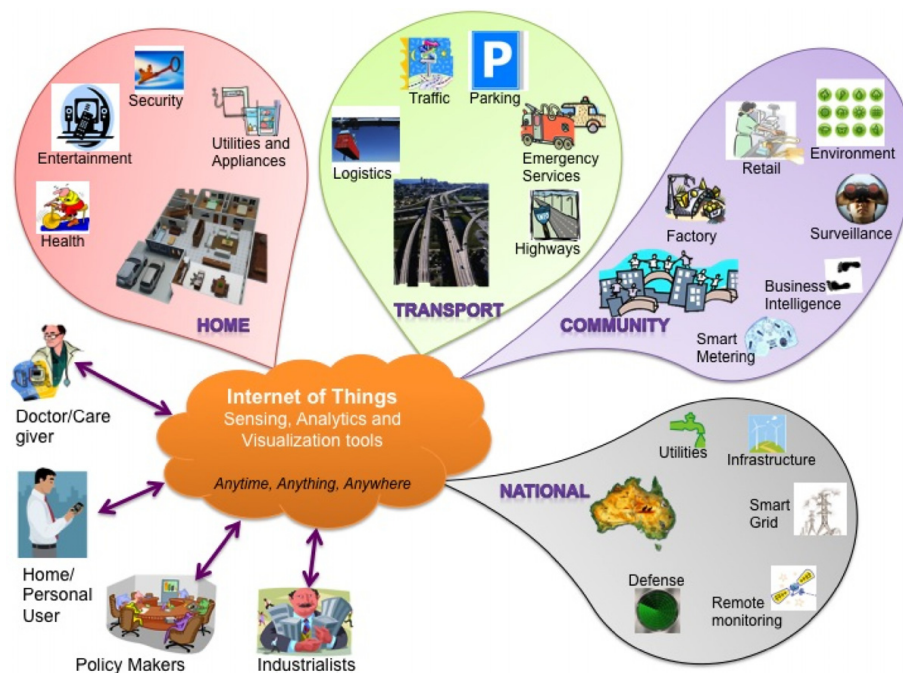 Security
Entertainment
Utilities and
Appliances
Health
HOME
Traffic
P
Parking
Logistics
Emergency
Services
Highways
TRANSPORT
Retail
Environment
Factory
Surveillance
Business
Intelligence
COMMUNITY
Smart
Metering
Internet of Things
Sensing, Analytics and
Visualization tools
Anytime, Anything, Anywhere
Doctor/Care
giver
Home/
Personal
User
Policy Makers
Industrialists
NATIONAL
Utilities
Infrastructure
Smart
Grid
Defense
Remote
monitoring